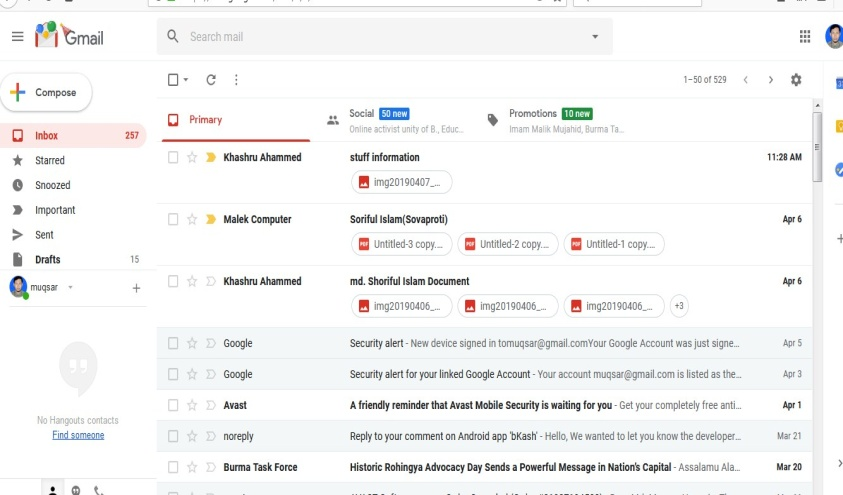 Gmail
Search mail
Compose
1–50 of 529
Primary
Social 50 new
Online activist unity of B., Educ...
Promotions 10 new
Imam Malik Mujahid, Burma Ta...
Inbox 257
Starred
Snoozed
Important
Sent
Drafts 15
muqsar
No Hangouts contacts
Find someone
Khashru Ahammed stuff information 11:28 AM
img20190407_...
Malek Computer Soriful Islam(Sovaproti) Apr 6
PDF Untitled-3 copy.... PDF Untitled-2 copy.... PDF Untitled-1 copy....
Khashru Ahammed md. Shoriful Islam Document Apr 6
img20190406_... img20190406_... img20190406_... +3
Google Security alert - New device signed in tomuqsar@gmail.comYour Google Account was just signe... Apr 5
Google Security alert for your linked Google Account - Your account muqsar@gmail.com is listed as the... Apr 3
Avast A friendly reminder that Avast Mobile Security is waiting for you - Get your completely free anti... Apr 1
noreply Reply to your comment on Android app 'bKash' - Hello, We wanted to let you know the developer... Mar 21
Burma Task Force Historic Rohingya Advocacy Day Sends a Powerful Message in Nation's Capital - Assalamu Ala... Mar 20